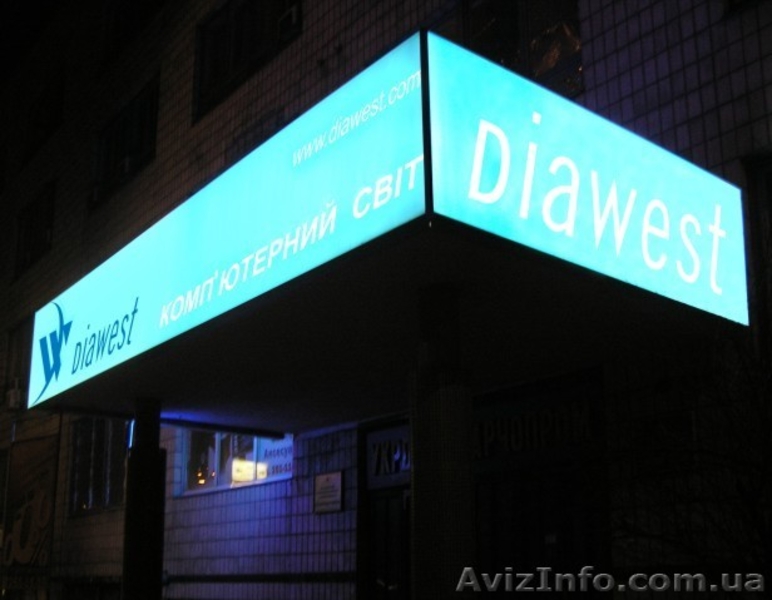 www.diawest.com
КОМП'ЮТЕРНИЙ СВІТ
DIAWEST
DIAWEST
AvizInfo.com.ua